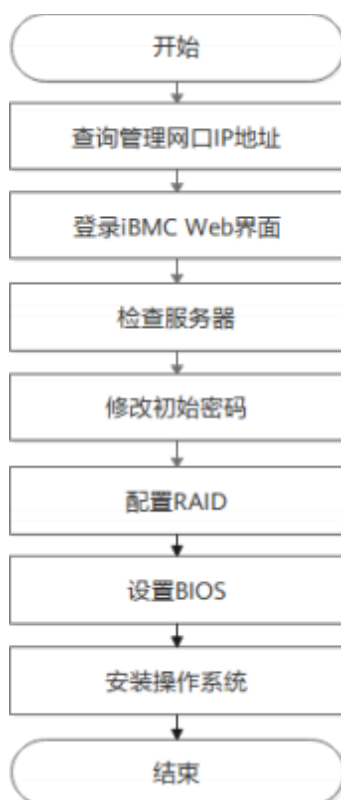 开始
查询管理网口IP地址
登录iBMC Web界面
检查服务器
修改初始密码
配置RAID
设置BIOS
安装操作系统
结束